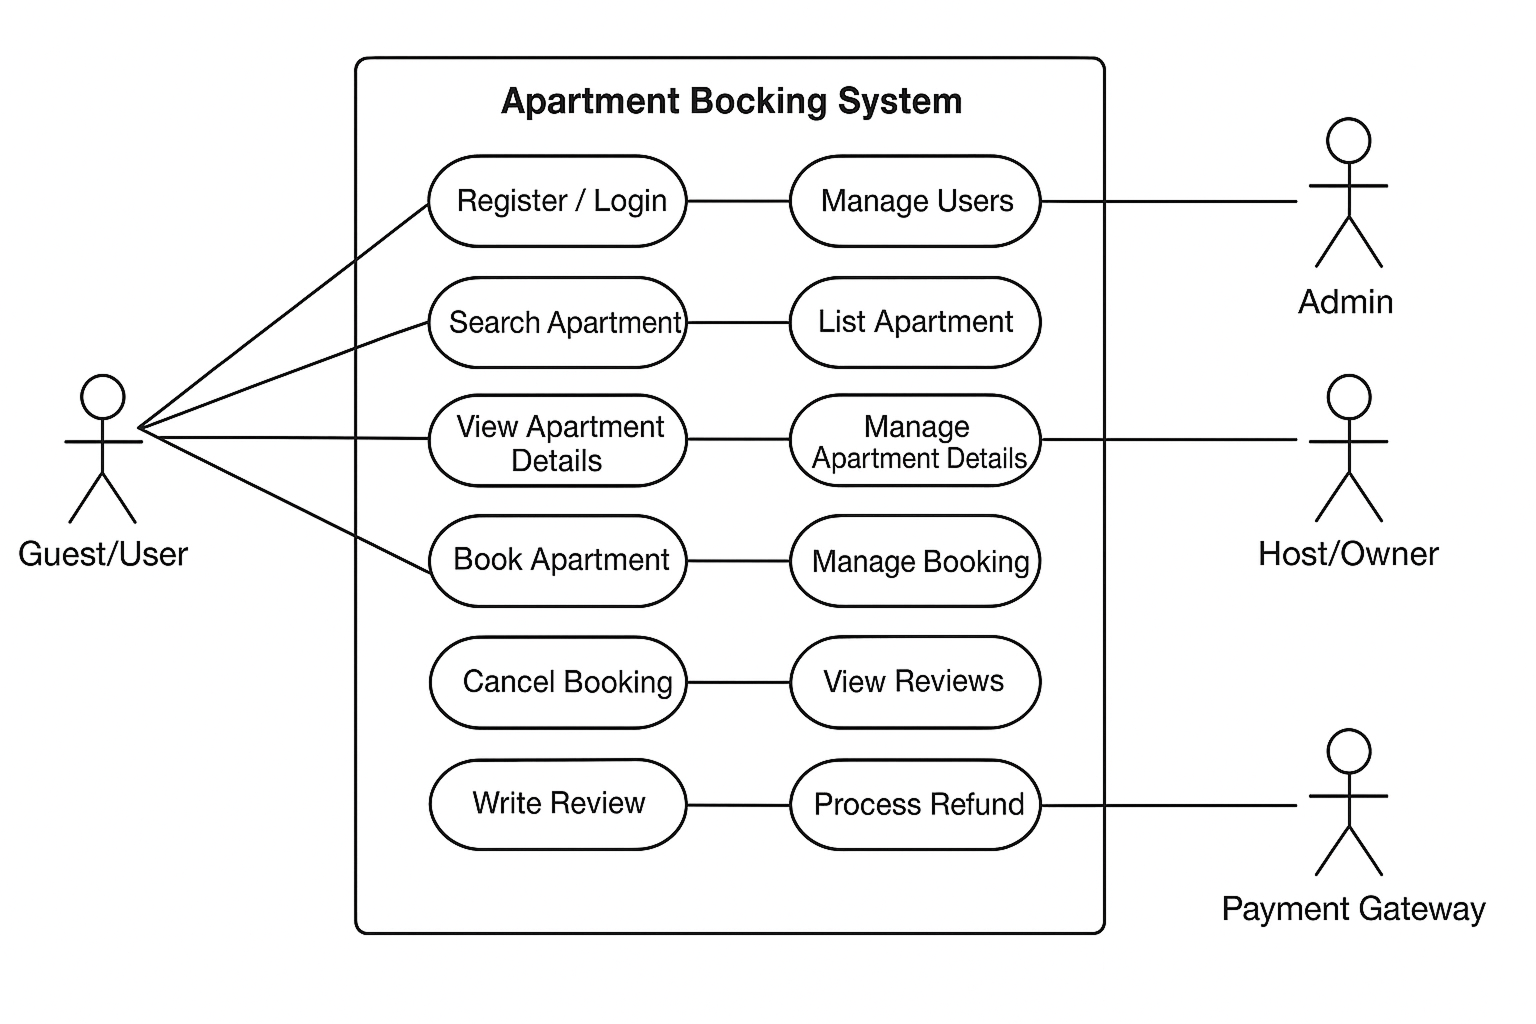 Apartment Bocking System
Register / Login
Manage Users
Admin
Search Apartment
List Apartment
View Apartment
Details
Manage
Apartment Details
Guest/User
Host/Owner
Book Apartment
Manage Booking
Cancel Booking
View Reviews
Write Review
Process Refund
Payment Gateway